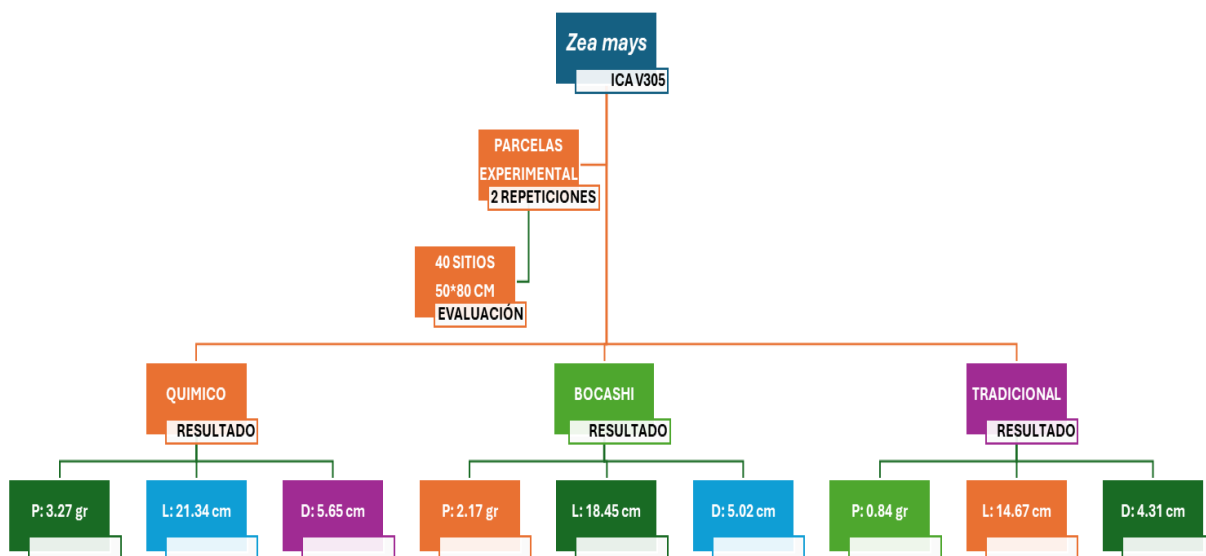 Zea mays
ICA V305
PARCELAS
EXPERIMENTAL
2 REPETICIONES
40 SITIOS
50*80 CM
EVALUACIÓN
QUIMICO
RESULTADO
BOCASHI
RESULTADO
TRADICIONAL
RESULTADO
P: 3.27 gr
L: 21.34 cm
D: 5.65 cm
P: 2.17 gr
L: 18.45 cm
D: 5.02 cm
P: 0.84 gr
L: 14.67 cm
D: 4.31 cm